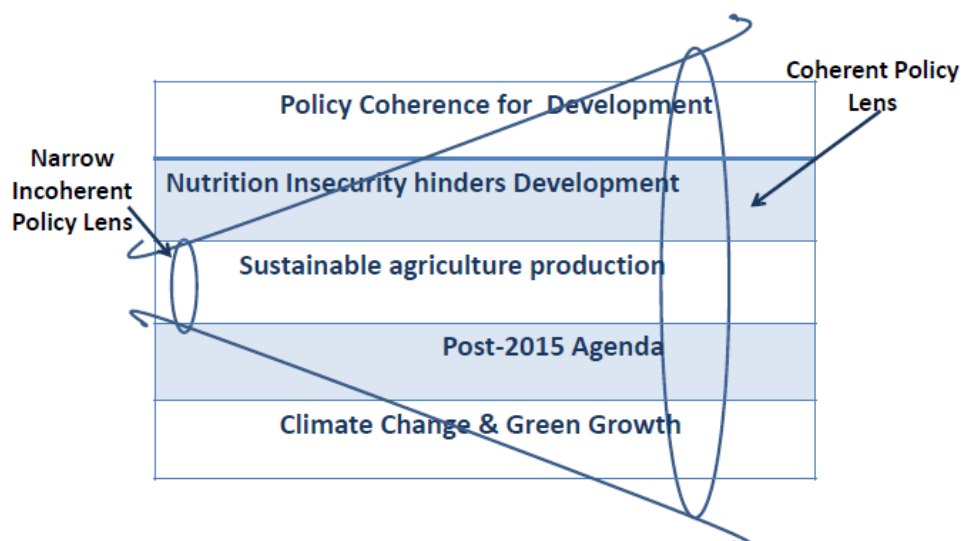 Coherent Policy
Lens
Policy Coherence for Development
Narrow
Incoherent
Policy Lens
Nutrition Insecurity hinders Development
Sustainable agriculture production
Post-2015 Agenda
Climate Change & Green Growth